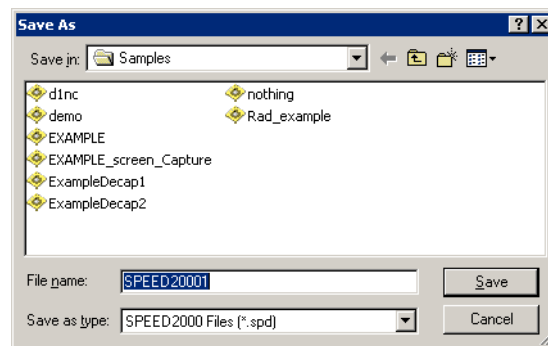 Save As
Save in: Samples
d1nc
demo
EXAMPLE
EXAMPLE_screen_Capture
ExampleDecap1
ExampleDecap2
nothing
Rad_example
File name: SPEED20001 Save
Save as type: SPEED2000 Files (*.spd) Cancel